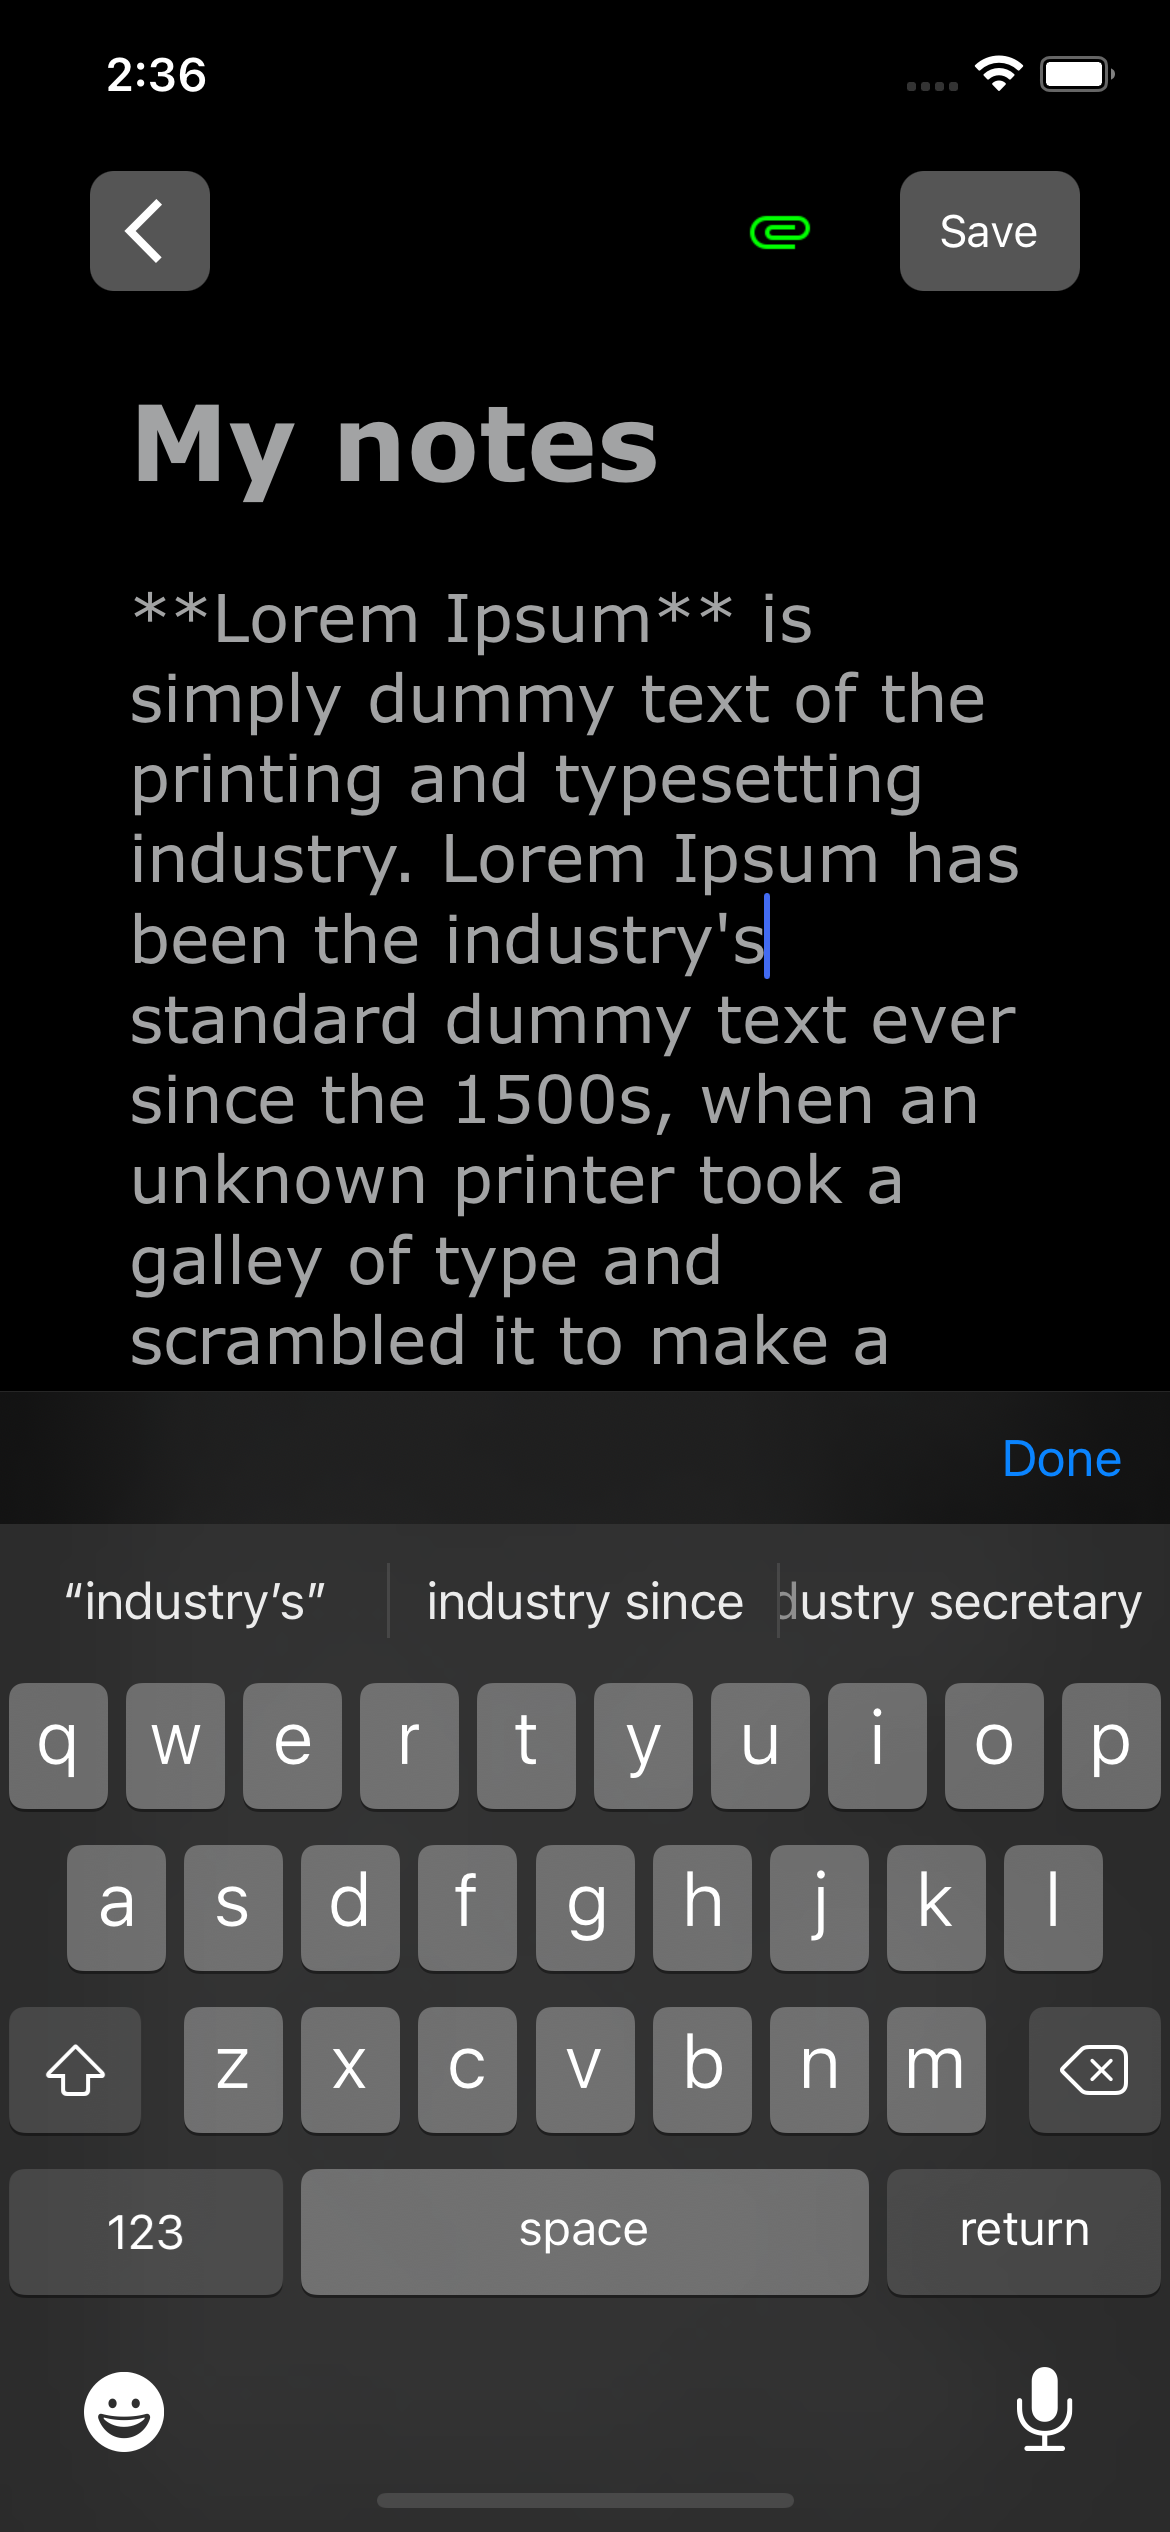 2:36
Save
My notes
**Lorem Ipsum** is
simply dummy text of the
printing and typesetting
industry. Lorem Ipsum has
been the industry's
standard dummy text ever
since the 1500s, when an
unknown printer took a
galley of type and
scrambled it to make a
Done
“industry’s” industry since dustry secretary
q w e r t y u i o p
a s d f g h j k l
z x c v b n m
123 space return